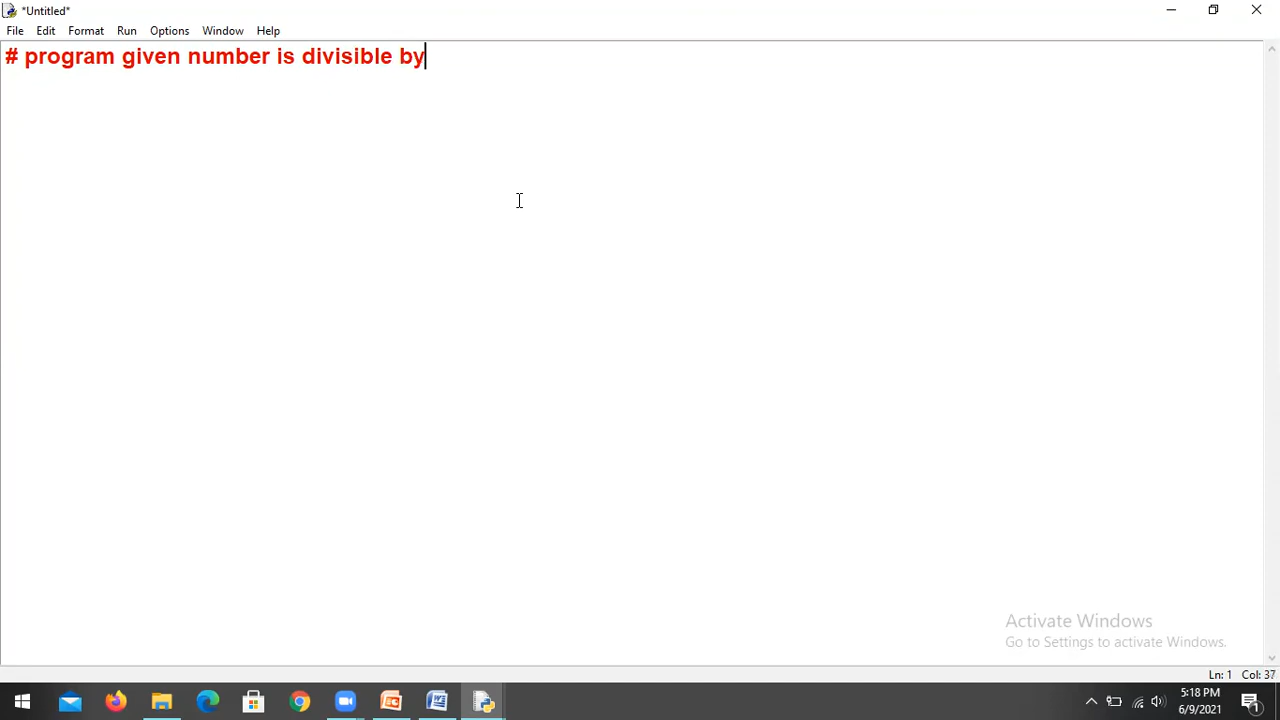 *Untitled*
File Edit Format Run Options Window Help
# program given number is divisible by
Activate Windows
Go to Settings to activate Windows.
Ln: 1 Col: 37
5:18 PM
6/9/2021
1